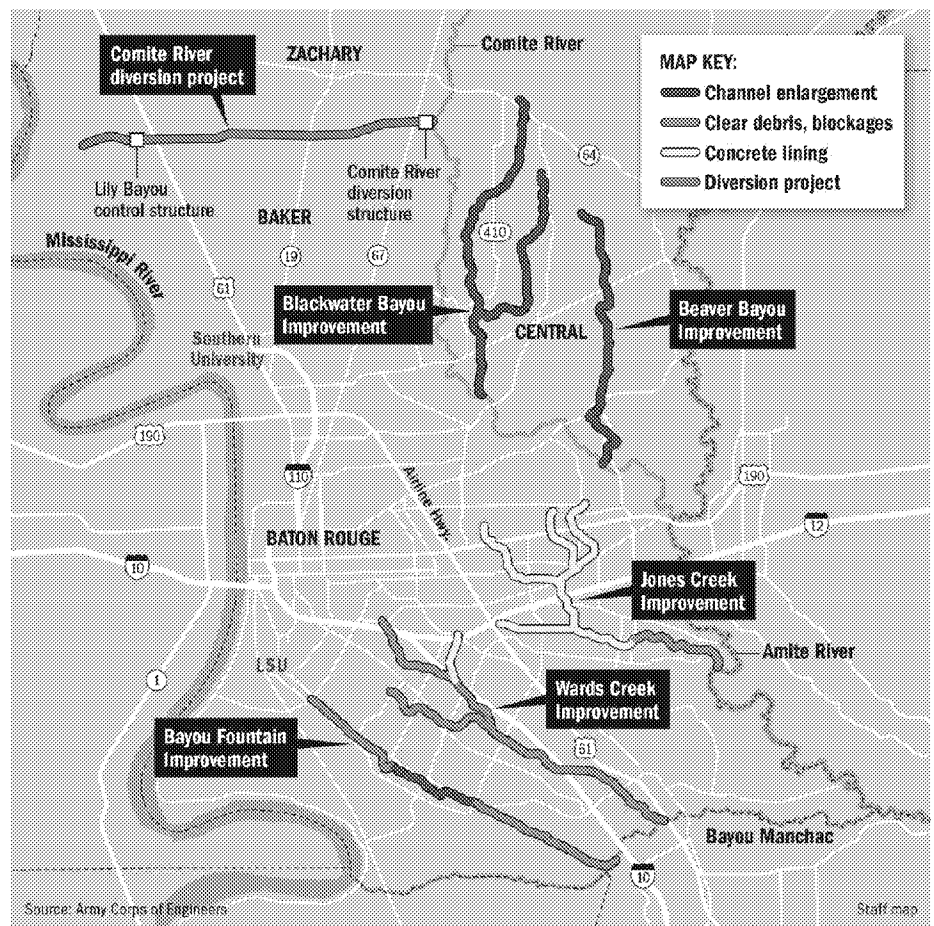 Comite River
diversion project
ZACHARY
Comite River
MAP KEY:
Channel enlargement
Clear debris, blockages
Concrete lining
Diversion project
64
Lily Bayou
control structure
Comite River
diversion
structure
BAKER
410
Mississippi River
19
67
61
Blackwater Bayou
Improvement
CENTRAL
Beaver Bayou
Improvement
Southern
University
190
110
Airline Hwy.
190
12
BATON ROUGE
10
Jones Creek
Improvement
Amite River
LSU
1
Wards Creek
Improvement
Bayou Fountain
Improvement
61
Bayou Manchac
10
Source: Army Corps of Engineers
Staff map